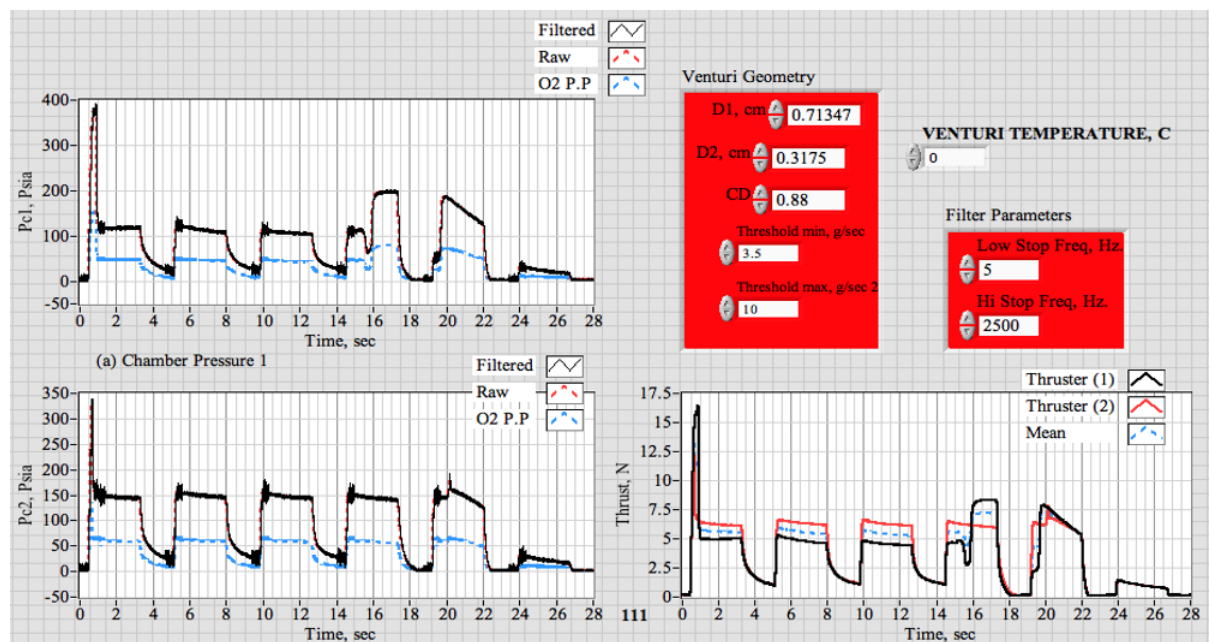 Filtered
Raw
O2 P.P
400-
300-
200-
100-
0-
-50-
Pc1, Psia
0 2 4 6 8 10 12 14 16 18 20 22 24 26 28
Time, sec
(a) Chamber Pressure 1
Venturi Geometry
D1, cm 0.71347
D2, cm 0.3175
CD 0.88
Threshold min, g/sec
3.5
Threshold max, g/sec 2
10
VENTURI TEMPERATURE, C
0
Filter Parameters
Low Stop Freq, Hz.
5
Hi Stop Freq, Hz.
2500
Filtered
Raw
O2 P.P
350-
300-
250-
200-
150-
100-
50-
0-
-50-
Pc2, Psia
0 2 4 6 8 10 12 14 16 18 20 22 24 26 28
Time, sec
111
Thruster (1)
Thruster (2)
Mean
17.5-
15-
12.5-
10-
7.5-
5-
2.5-
0-
Thrust, N
0 2 4 6 8 10 12 14 16 18 20 22 24 26 28
Time, sec